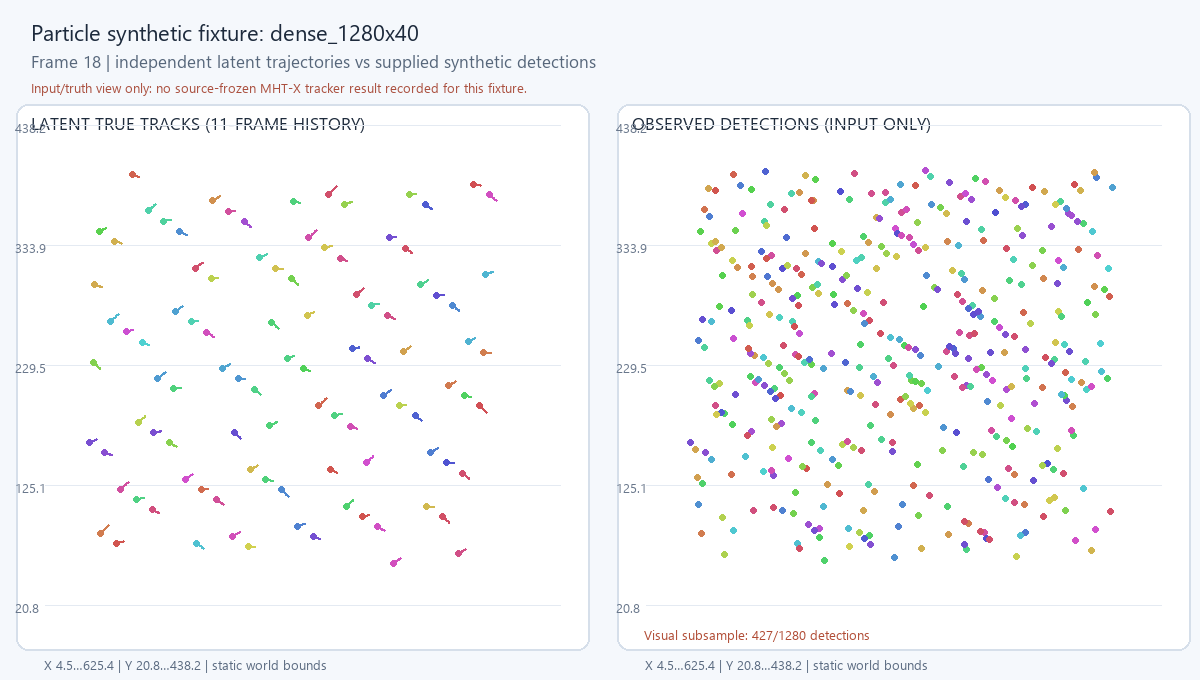 Particle synthetic fixture: dense_1280x40
Frame 18 | independent latent trajectories vs supplied synthetic detections
Input/truth view only: no source-frozen MHT-X tracker result recorded for this fixture.
LATENT TRUE TRACKS (11-FRAME HISTORY)
438.2
333.9
229.5
125.1
20.8
X 4.5…625.4 | Y 20.8…438.2 | static world bounds
OBSERVED DETECTIONS (INPUT ONLY)
438.2
333.9
229.5
125.1
20.8
Visual subsample: 427/1280 detections
X 4.5…625.4 | Y 20.8…438.2 | static world bounds